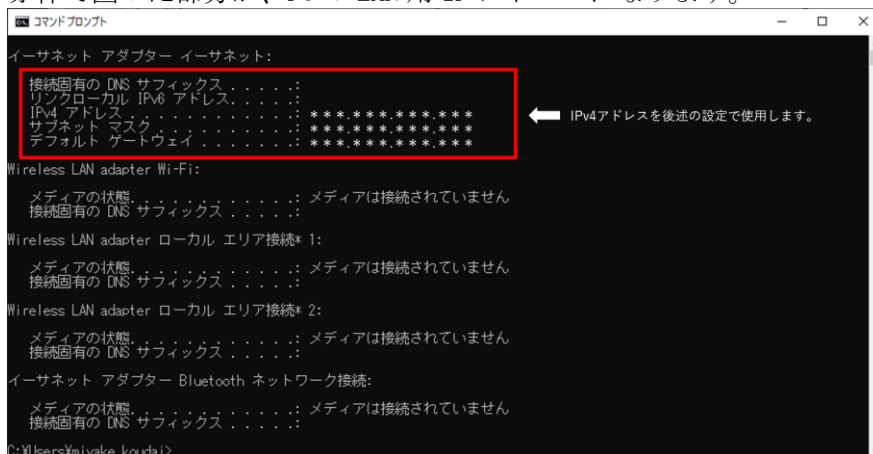 コマンド プロンプト
イーサネット アダプター イーサネット:
接続固有の DNS サフィックス . . . . .:
リンクローカル IPv6 アドレス. . . . .:
IPv4 アドレス . . . . . . . . . . . .: ***.***.***.***
サブネット マスク . . . . . . . . . .: ***.***.***.***
デフォルト ゲートウェイ . . . . . . .: ***.***.***.***
IPv4アドレスを後述の設定で使用します。
Wireless LAN adapter Wi-Fi:
メディアの状態. . . . . . . . . . . .: メディアは接続されていません
接続固有の DNS サフィックス . . . . .:
Wireless LAN adapter ローカル エリア接続* 1:
メディアの状態. . . . . . . . . . . .: メディアは接続されていません
接続固有の DNS サフィックス . . . . .:
Wireless LAN adapter ローカル エリア接続* 2:
メディアの状態. . . . . . . . . . . .: メディアは接続されていません
接続固有の DNS サフィックス . . . . .:
イーサネット アダプター Bluetooth ネットワーク接続:
メディアの状態. . . . . . . . . . . .: メディアは接続されていません
接続固有の DNS サフィックス . . . . .:
C:¥Users¥miyake koudai>